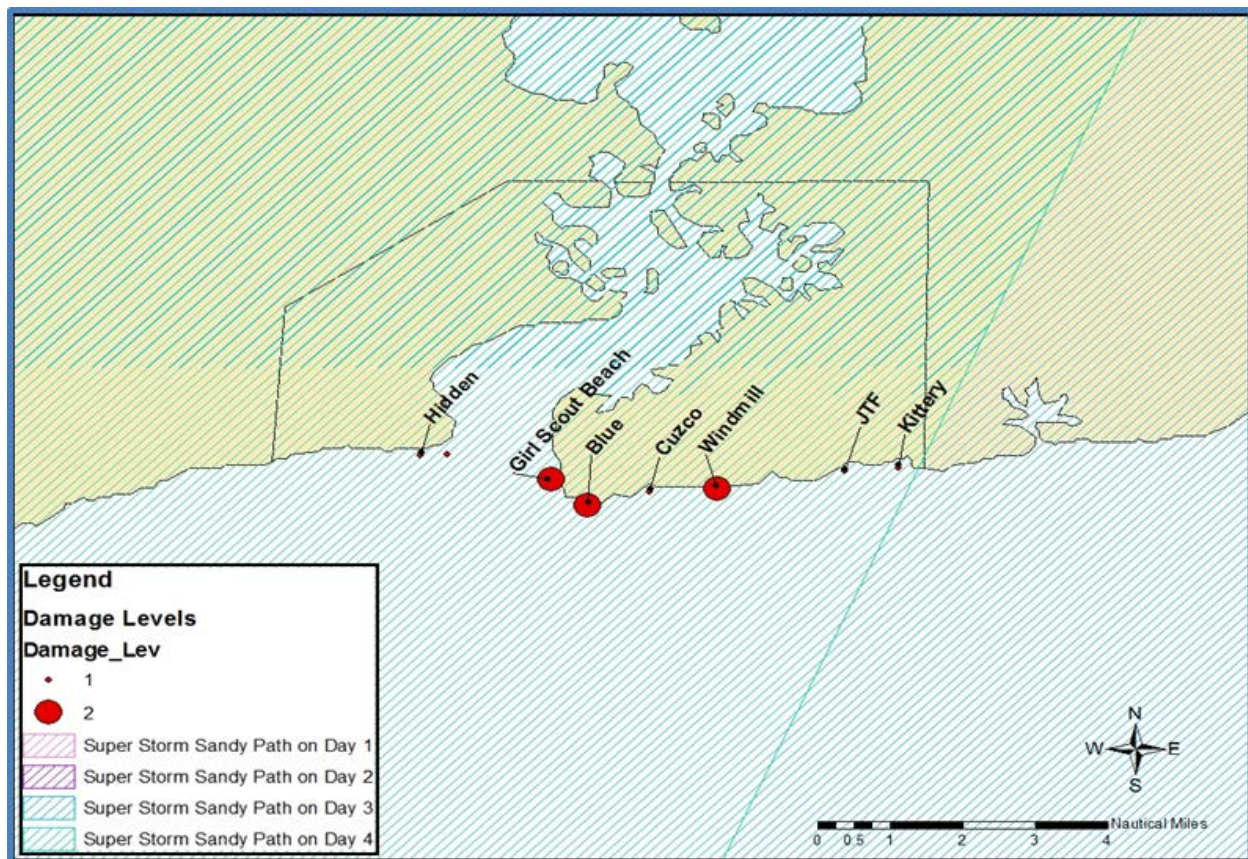 Hidden
Girl Scout Beach
Blue
Cuzco
Windmill
JTF
Kittery
Legend
Damage Levels
Damage_Lev
1
2
Super Storm Sandy Path on Day 1
Super Storm Sandy Path on Day 2
Super Storm Sandy Path on Day 3
Super Storm Sandy Path on Day 4
N
W E
S
Nautical Miles
0 0.5 1 2 3 4